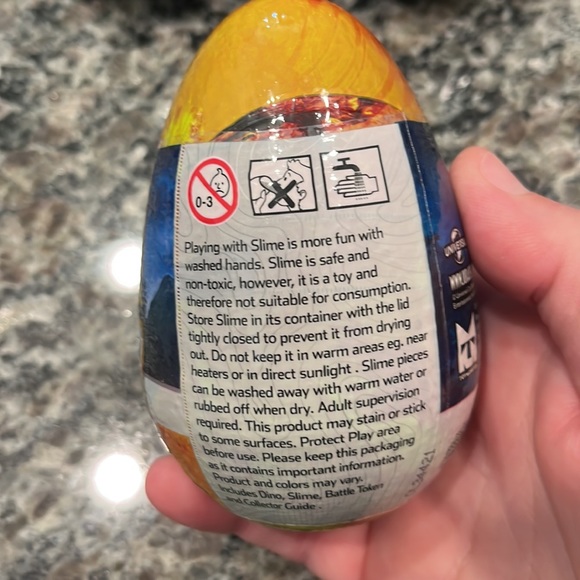 0-3
Playing with Slime is more fun with
washed hands. Slime is safe and
non-toxic, however, it is a toy and
therefore not suitable for consumption.
Store Slime in its container with the lid
tightly closed to prevent it from drying
out. Do not keep it in warm areas eg. near
heaters or in direct sunlight . Slime pieces
can be washed away with warm water or
rubbed off when dry. Adult supervision
required. This product may stain or stick
to some surfaces. Protect Play area
before use. Please keep this packaging
as it contains important information.
Product and colors may vary.
Includes Dino, Slime, Battle Token
and Collector Guide .